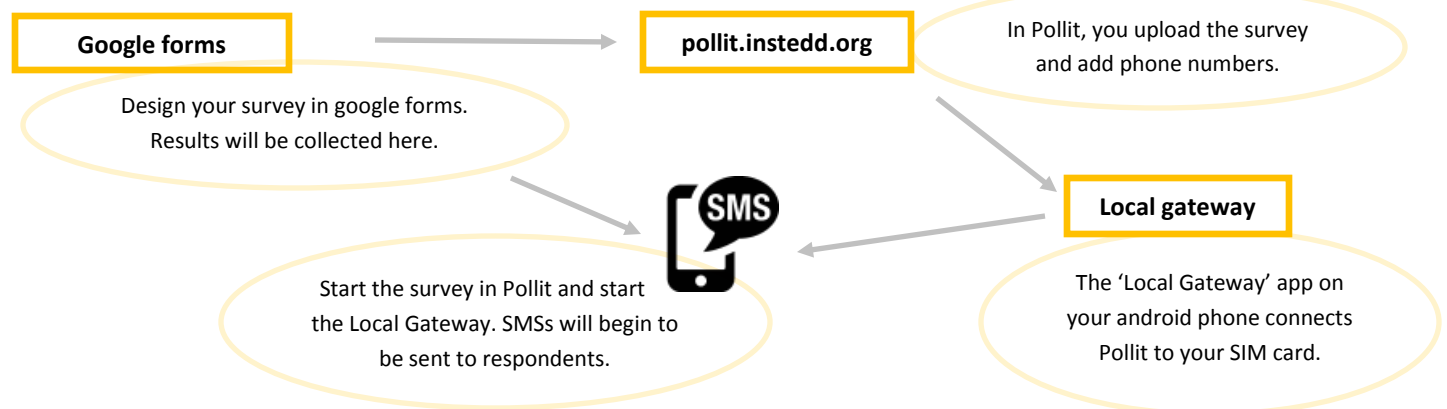 Google forms
pollit.instedd.org
In Pollit, you upload the survey
and add phone numbers.
Design your survey in google forms.
Results will be collected here.
SMS
Local gateway
Start the survey in Pollit and start
the Local Gateway. SMSs will begin to
be sent to respondents.
The ‘Local Gateway’ app on
your android phone connects
Pollit to your SIM card.